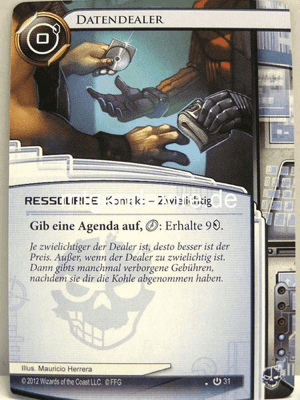 DATENDEALER
RESSOURCE Kontakt – Zwielichtig
Gib eine Agenda auf, : Erhalte 9.
Je zwielichtiger der Dealer ist, desto besser ist der
Preis. Außer, wenn der Dealer zu zwielichtig ist.
Dann gibts manchmal verborgene Gebühren,
nachdem sie dir die Kohle abgenommen haben.
Illus. Mauricio Herrera
© 2012 Wizards of the Coast LLC. © FFG
31